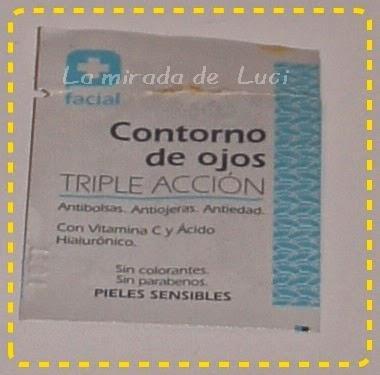 La mirada de Luci
facial
Contorno
de ojos
TRIPLE ACCIÓN
Antibolsas. Antiojeras. Antiedad.
Con Vitamina C y Ácido
Hialurónico.
Sin colorantes.
Sin parabenos.
PIELES SENSIBLES